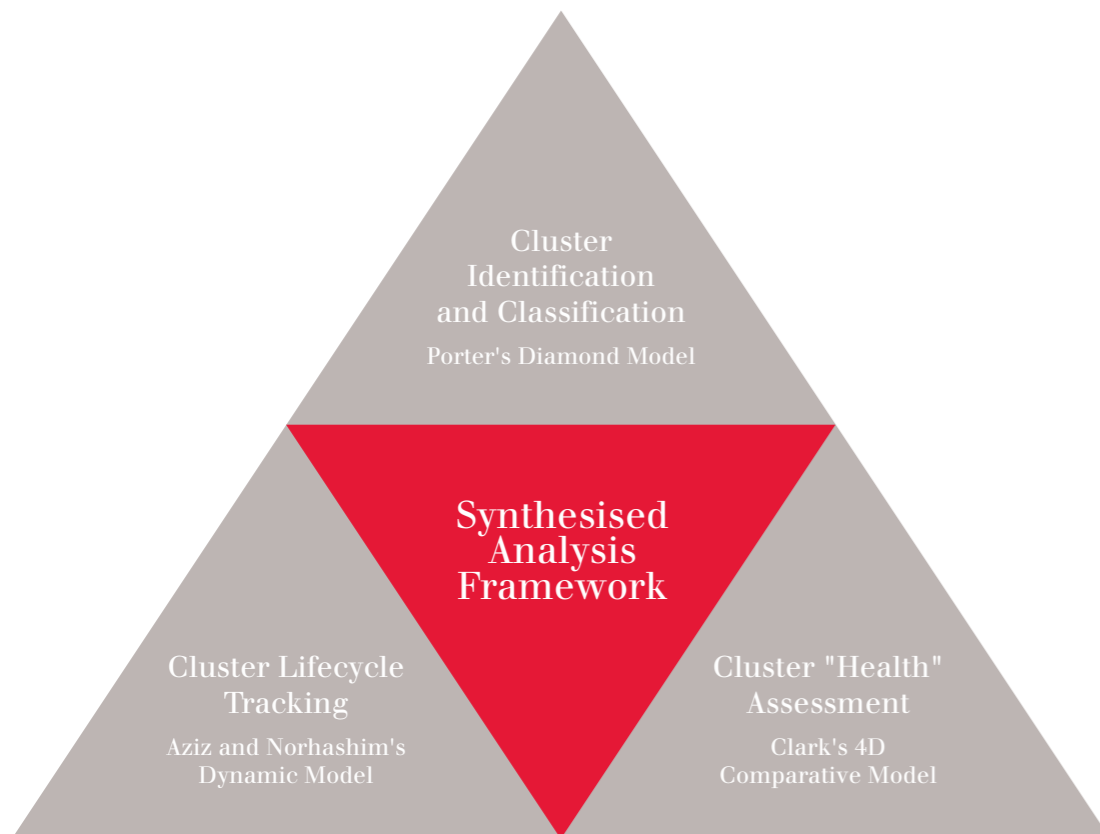 Cluster
Identification
and Classification
Porter's Diamond Model
Synthesised
Analysis
Framework
Cluster Lifecycle
Tracking
Aziz and Norhashim's
Dynamic Model
Cluster "Health"
Assessment
Clark's 4D
Comparative Model